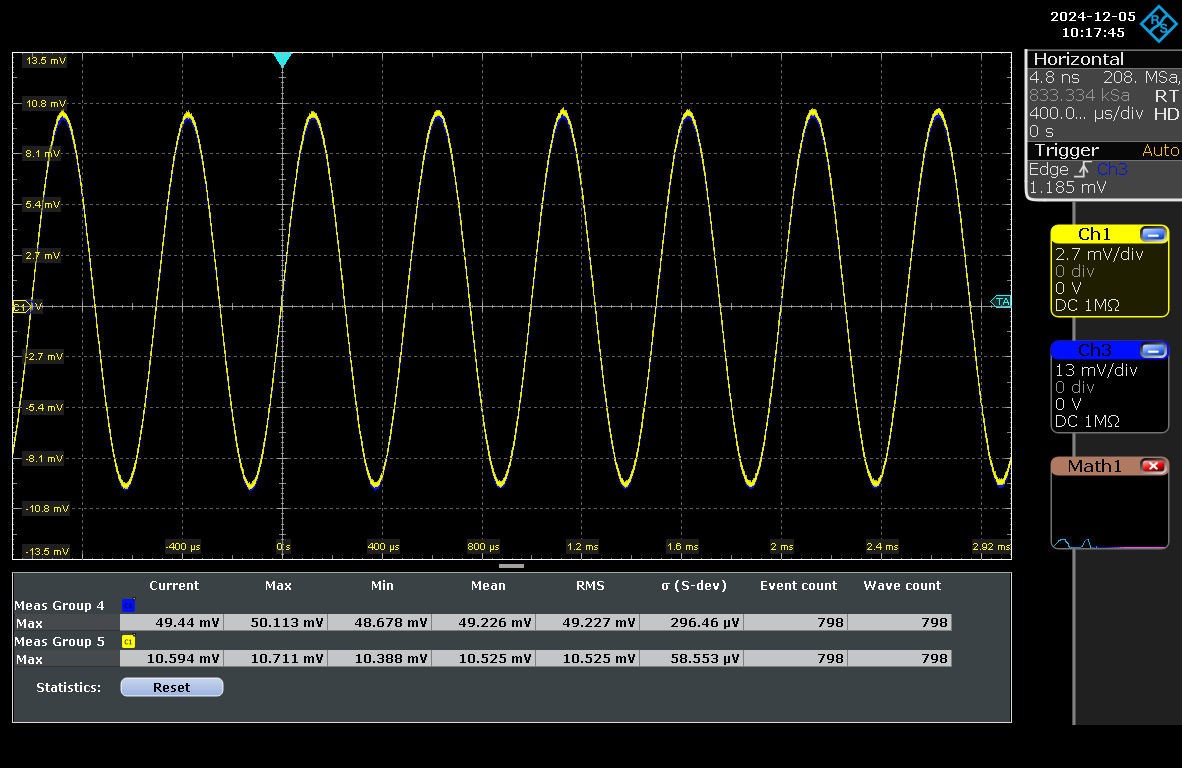 2024-12-05
10:17:45
R&S
Horizontal
4.8 ns 208. MSa,
833.334 kSa RT
400.0... µs/div HD
0 s
Trigger Auto
Edge Ch3
1.185 mV
Ch1
2.7 mV/div
0 div
0 V
DC 1MΩ
Ch3
13 mV/div
0 div
0 V
DC 1MΩ
Math1
13.5 mV
10.8 mV
8.1 mV
5.4 mV
2.7 mV
C1 V
TA
-2.7 mV
-5.4 mV
-8.1 mV
-10.8 mV
-13.5 mV
-400 µs 0 s 400 µs 800 µs 1.2 ms 1.6 ms 2 ms 2.4 ms 2.92 ms
Current Max Min Mean RMS σ (S-dev) Event count Wave count
Meas Group 4
Max 49.44 mV 50.113 mV 48.678 mV 49.226 mV 49.227 mV 296.46 µV 798 798
Meas Group 5 C1
Max 10.594 mV 10.711 mV 10.388 mV 10.525 mV 10.525 mV 58.553 µV 798 798
Statistics: Reset